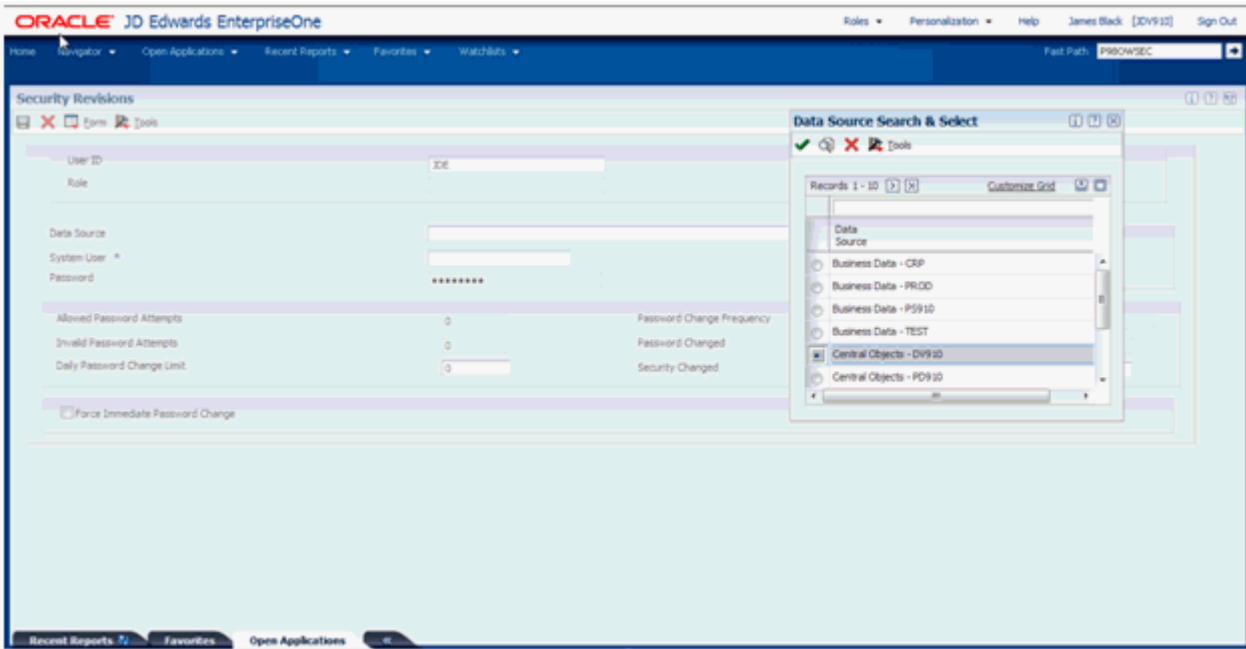 ORACLE JD Edwards EnterpriseOne
Roles Personalization Help James Black [JDV910] Sign Out
Home Navigator Open Applications Recent Reports Favorites Watchlists Fast Path P98OWSEC
Security Revisions
Form Tools
User ID JDE
Role
Data Source
System User *
Password ••••••••
Allowed Password Attempts 0 Password Change Frequency
Invalid Password Attempts 0 Password Changed
Daily Password Change Limit 0 Security Changed
Force Immediate Password Change
Data Source Search & Select
Tools
Records 1 - 10 Customize Grid
Data
Source
Business Data - CRP
Business Data - PROD
Business Data - PS910
Business Data - TEST
Central Objects - DV910
Central Objects - PD910
Recent Reports Favorites Open Applications «